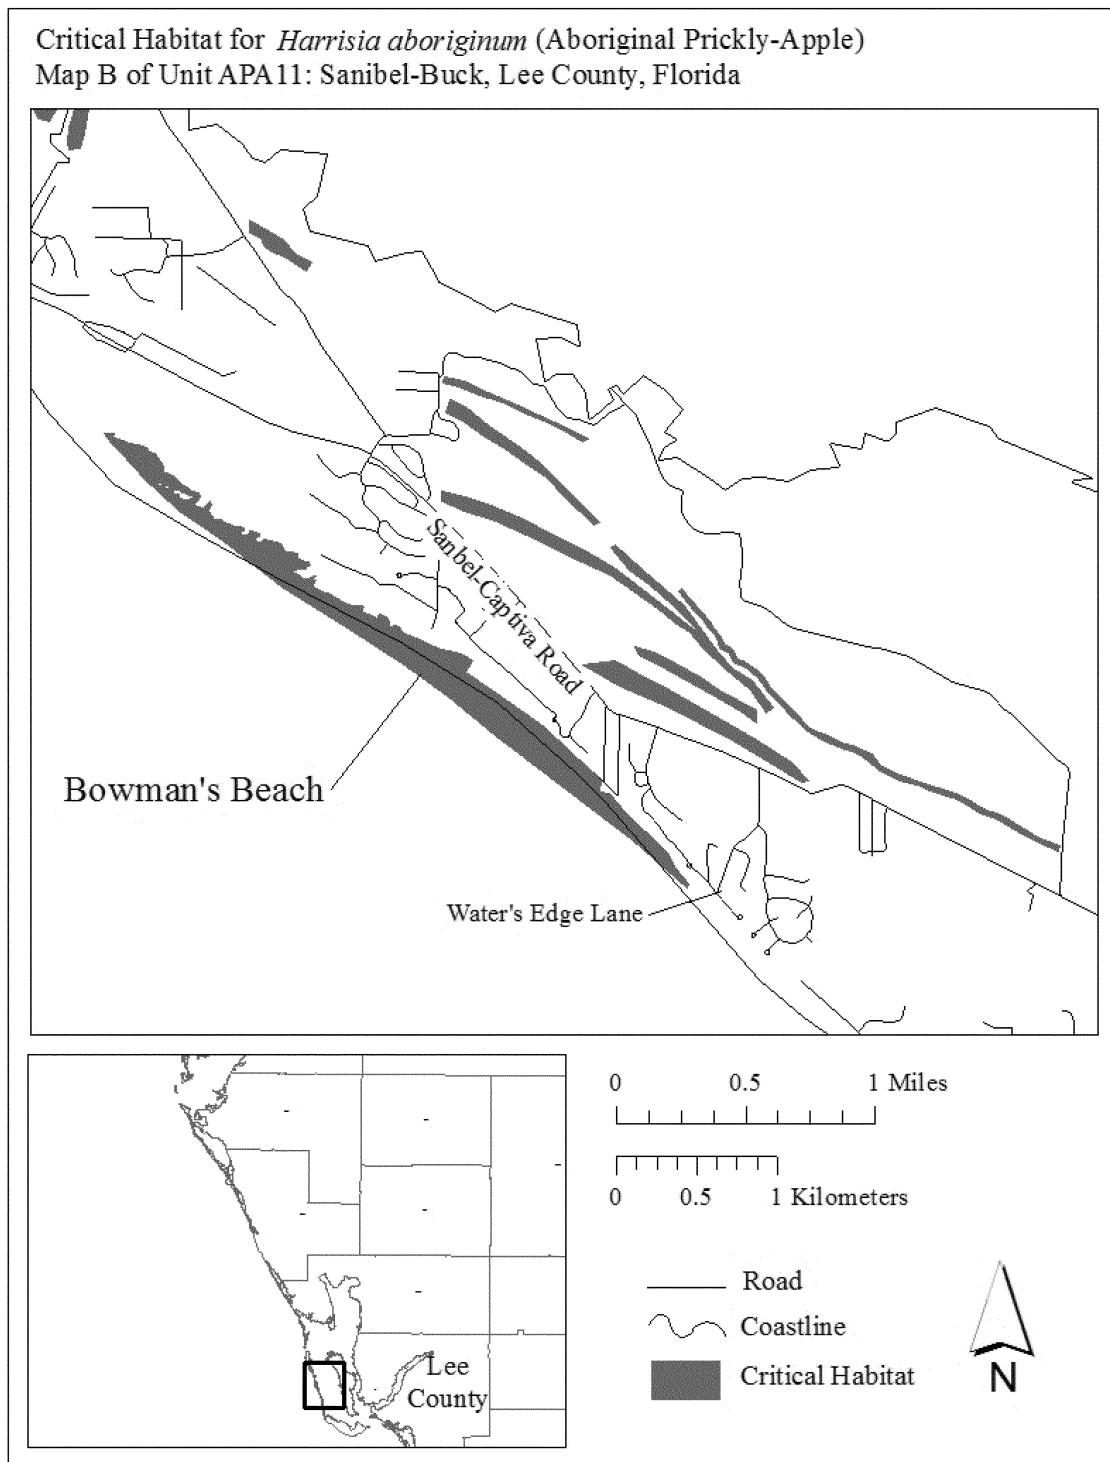 Critical Habitat for Harrisia aboriginum (Aboriginal Prickly-Apple)
Map B of Unit APA11: Sanibel-Buck, Lee County, Florida
Sanbel-Captiva Road
Bowman's Beach
Water's Edge Lane
Lee
County
0 0.5 1 Miles
0 0.5 1 Kilometers
Road
Coastline
Critical Habitat
N